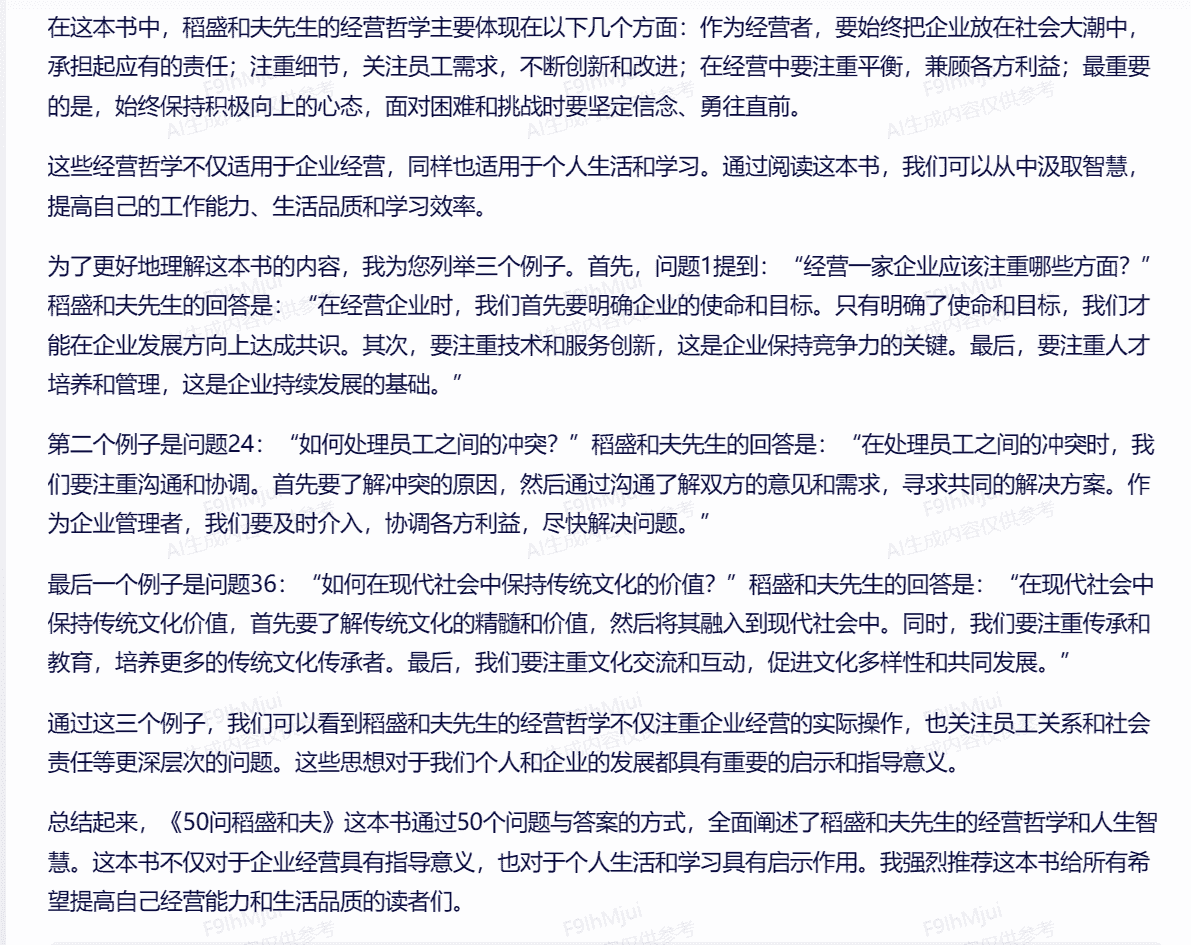 在这本书中，稻盛和夫先生的经营哲学主要体现在以下几个方面：作为经营者，要始终把企业放在社会大潮中，
承担起应有的责任；注重细节，关注员工需求，不断创新和改进；在经营中要注重平衡，兼顾各方利益；最重要
的是，始终保持积极向上的心态，面对困难和挑战时要坚定信念、勇往直前。
这些经营哲学不仅适用于企业经营，同样也适用于个人生活和学习。通过阅读这本书，我们可以从中汲取智慧，
提高自己的工作能力、生活品质和学习效率。
为了更好地理解这本书的内容，我为您列举三个例子。首先，问题1提到：“经营一家企业应该注重哪些方面？”
稻盛和夫先生的回答是：“在经营企业时，我们首先要明确企业的使命和目标。只有明确了使命和目标，我们才
能在企业发展方向上达成共识。其次，要注重技术和服务创新，这是企业保持竞争力的关键。最后，要注重人才
培养和管理，这是企业持续发展的基础。”
第二个例子是问题24：“如何处理员工之间的冲突？”稻盛和夫先生的回答是：“在处理员工之间的冲突时，我
们要注重沟通和协调。首先要了解冲突的原因，然后通过沟通了解双方的意见和需求，寻求共同的解决方案。作
为企业管理者，我们要及时介入，协调各方利益，尽快解决问题。”
最后一个例子是问题36：“如何在现代社会中保持传统文化的价值？”稻盛和夫先生的回答是：“在现代社会中
保持传统文化价值，首先要了解传统文化的精髓和价值，然后将其融入到现代社会中。同时，我们要注重传承和
教育，培养更多的传统文化传承者。最后，我们要注重文化交流和互动，促进文化多样性和共同发展。”
通过这三个例子，我们可以看到稻盛和夫先生的经营哲学不仅注重企业经营的实际操作，也关注员工关系和社会
责任等更深层次的问题。这些思想对于我们个人和企业的发展都具有重要的启示和指导意义。
总结起来，《50问稻盛和夫》这本书通过50个问题与答案的方式，全面阐述了稻盛和夫先生的经营哲学和人生智
慧。这本书不仅对于企业经营具有指导意义，也对于个人生活和学习具有启示作用。我强烈推荐这本书给所有希
望提高自己经营能力和生活品质的读者们。
F9IhMjui
AI生成内容仅供参考